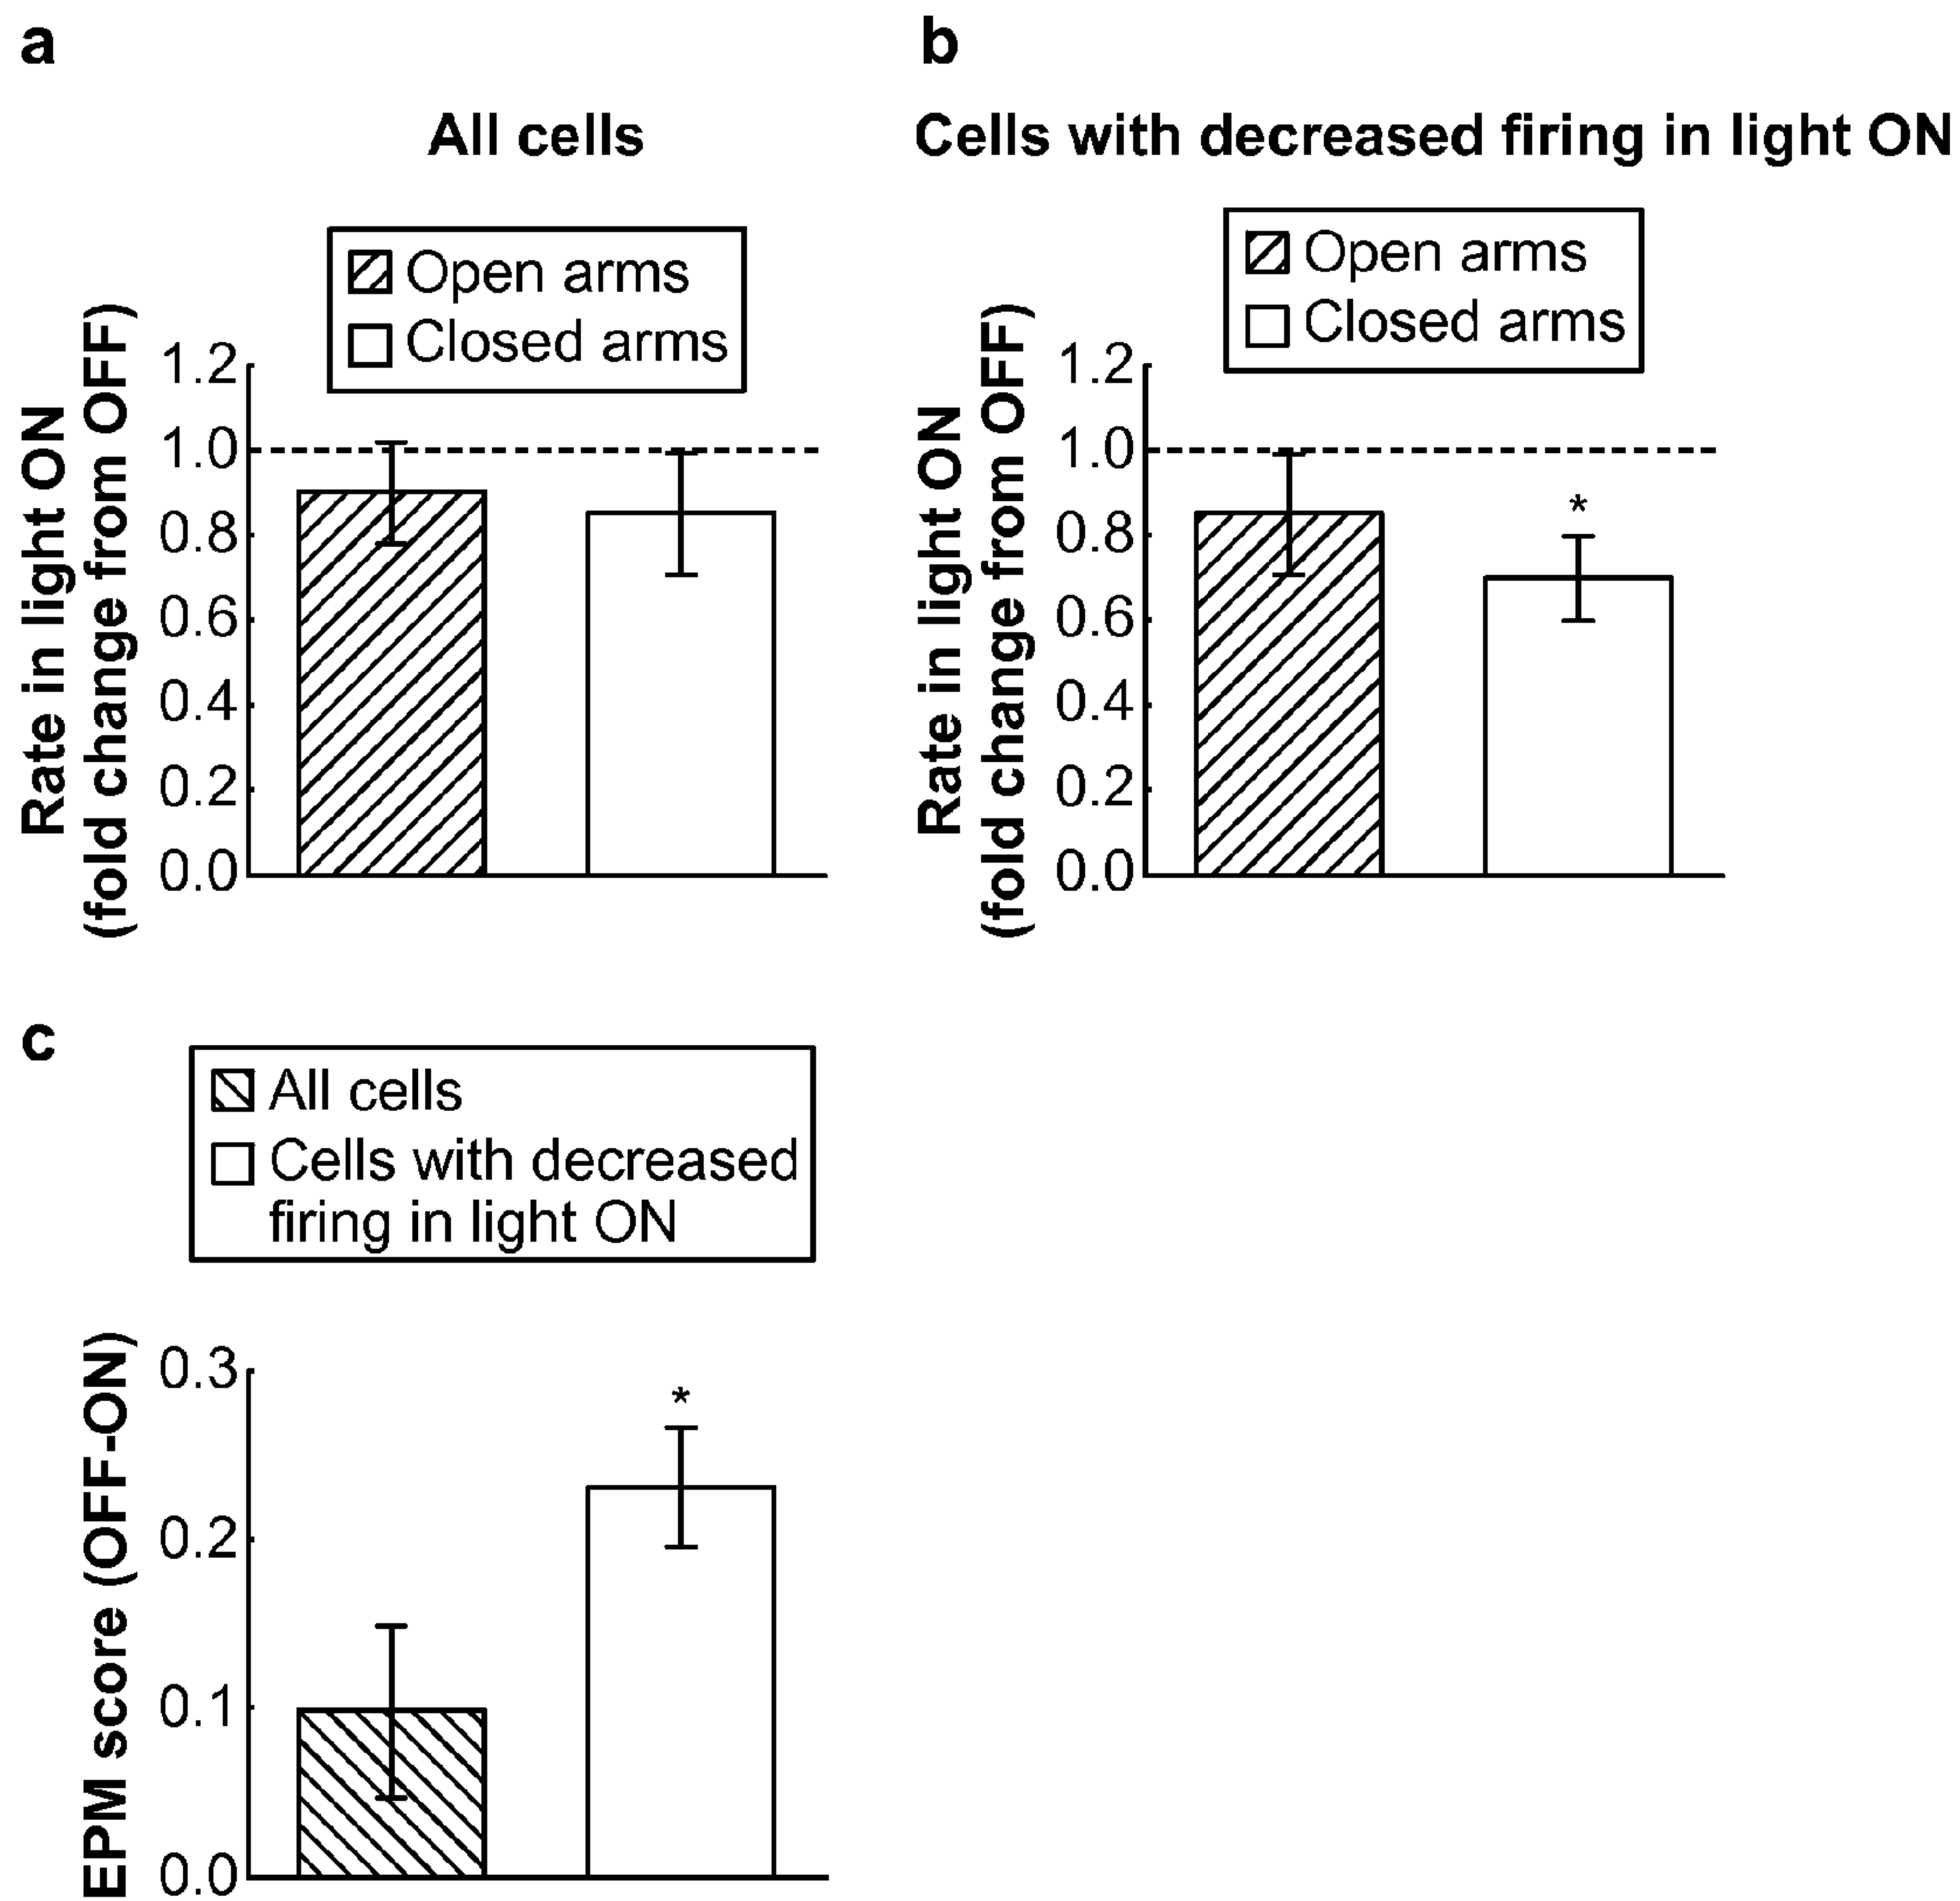 a
All cells
Open arms
Closed arms
Rate in light ON
(fold change from OFF)
1.2
1.0
0.8
0.6
0.4
0.2
0.0
b
Cells with decreased firing in light ON
Open arms
Closed arms
Rate in light ON
(fold change from OFF)
1.2
1.0
0.8
0.6
0.4
0.2
0.0
*
c
All cells
Cells with decreased
firing in light ON
EPM score (OFF-ON)
0.3
0.2
0.1
0.0
*